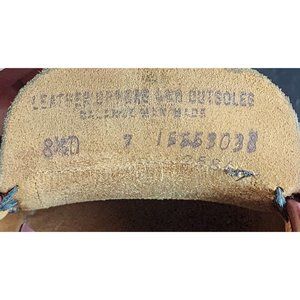 LEATHER UPPERS AND OUTSOLES
BALANCE MAN MADE
8½D 7 15553038